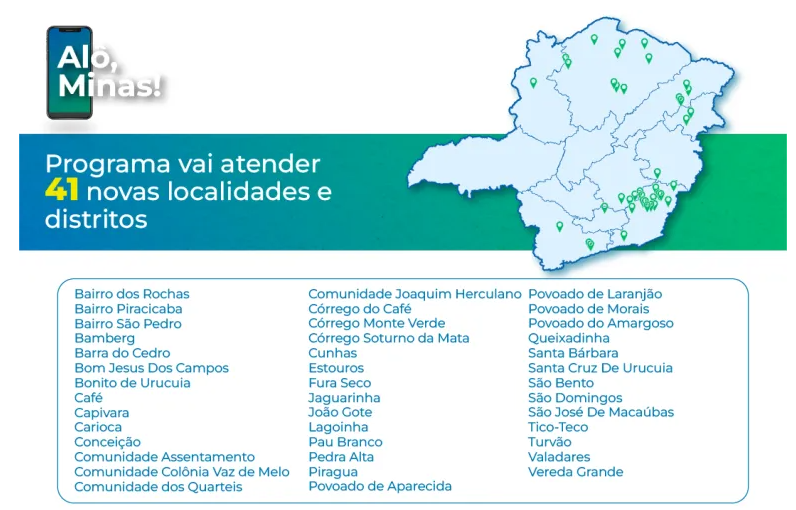 Alô,
Minas!
Programa vai atender
41 novas localidades e
distritos
Bairro dos Rochas
Bairro Piracicaba
Bairro São Pedro
Bamberg
Barra do Cedro
Bom Jesus Dos Campos
Bonito de Urucuia
Café
Capivara
Carioca
Conceição
Comunidade Assentamento
Comunidade Colônia Vaz de Melo
Comunidade dos Quarteis
Comunidade Joaquim Herculano
Córrego do Café
Córrego Monte Verde
Córrego Soturno da Mata
Cunhas
Estouros
Fura Seco
Jaguarinha
João Gote
Lagoinha
Pau Branco
Pedra Alta
Piragua
Povoado de Aparecida
Povoado de Laranjão
Povoado de Morais
Povoado do Amargoso
Queixadinha
Santa Bárbara
Santa Cruz De Urucuia
São Bento
São Domingos
São José De Macaúbas
Tico-Teco
Turvão
Valadares
Vereda Grande